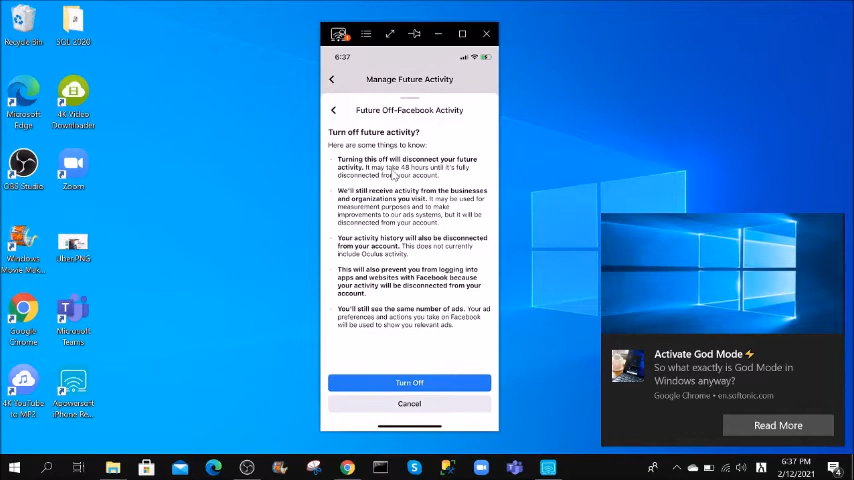 Recycle Bin
SCIL 2020
Microsoft
Edge
4K Video
Downloader
OBS Studio
Zoom
Windows
Movie Mak...
UberPNG
Google
Chrome
Microsoft
Teams
4K YouTube
to MP3
Apowersoft
iPhone Re...
6:37
Manage Future Activity
Future Off-Facebook Activity
Turn off future activity?
Here are some things to know:
Turning this off will disconnect your future
activity. It may take 48 hours until it's fully
disconnected from your account.
We'll still receive activity from the businesses
and organizations you visit. It may be used for
measurement purposes and to make
improvements to our ads systems, but it will be
disconnected from your account.
Your activity history will also be disconnected
from your account. This does not currently
include Oculus activity.
This will also prevent you from logging into
apps and websites with Facebook because
your activity will be disconnected from your
account.
You'll still see the same number of ads. Your ad
preferences and actions you take on Facebook
will be used to show you relevant ads.
Turn Off
Cancel
Activate God Mode⚡
So what exactly is God Mode in
Windows anyway?
Google Chrome • en.softonic.com
Read More
6:37 PM
2/12/2021
4